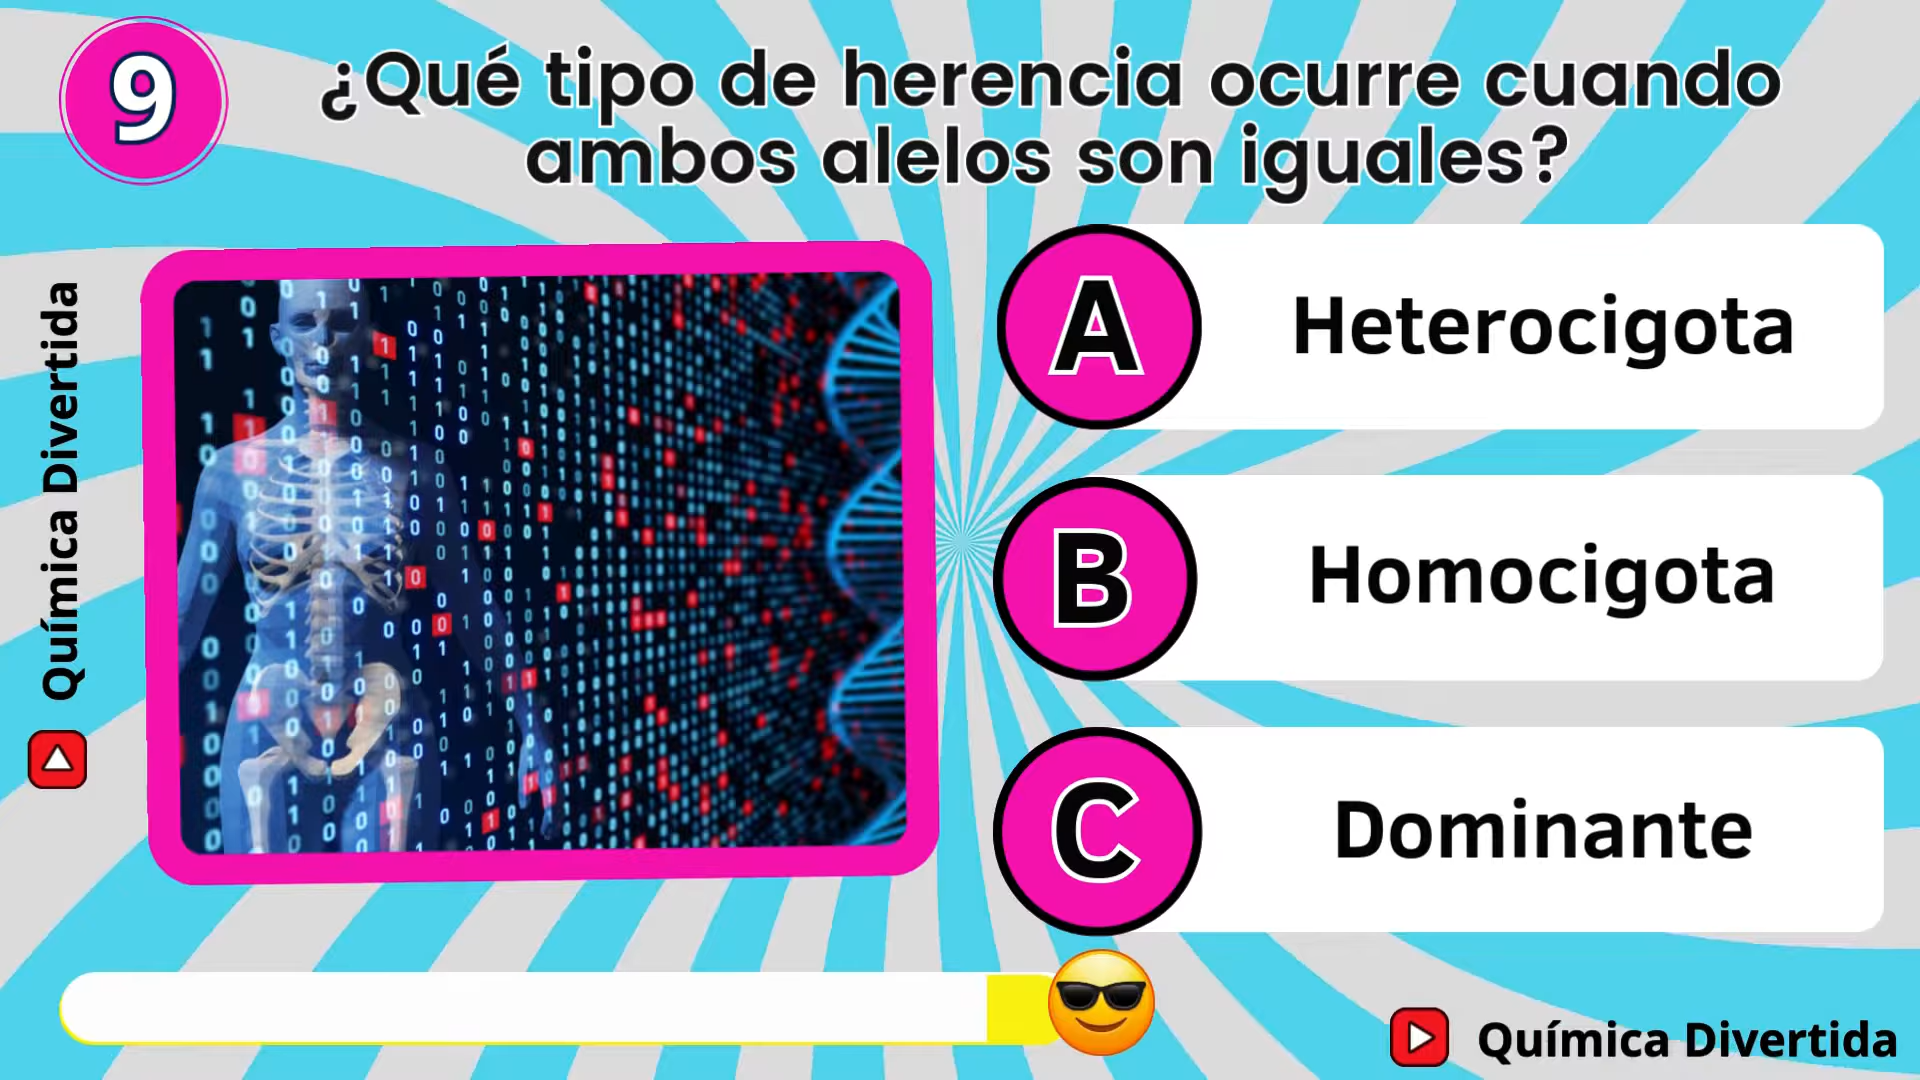 9
¿Qué tipo de herencia ocurre cuando
ambos alelos son iguales?
A
Heterocigota
B
Homocigota
C
Dominante
Química Divertida
Química Divertida